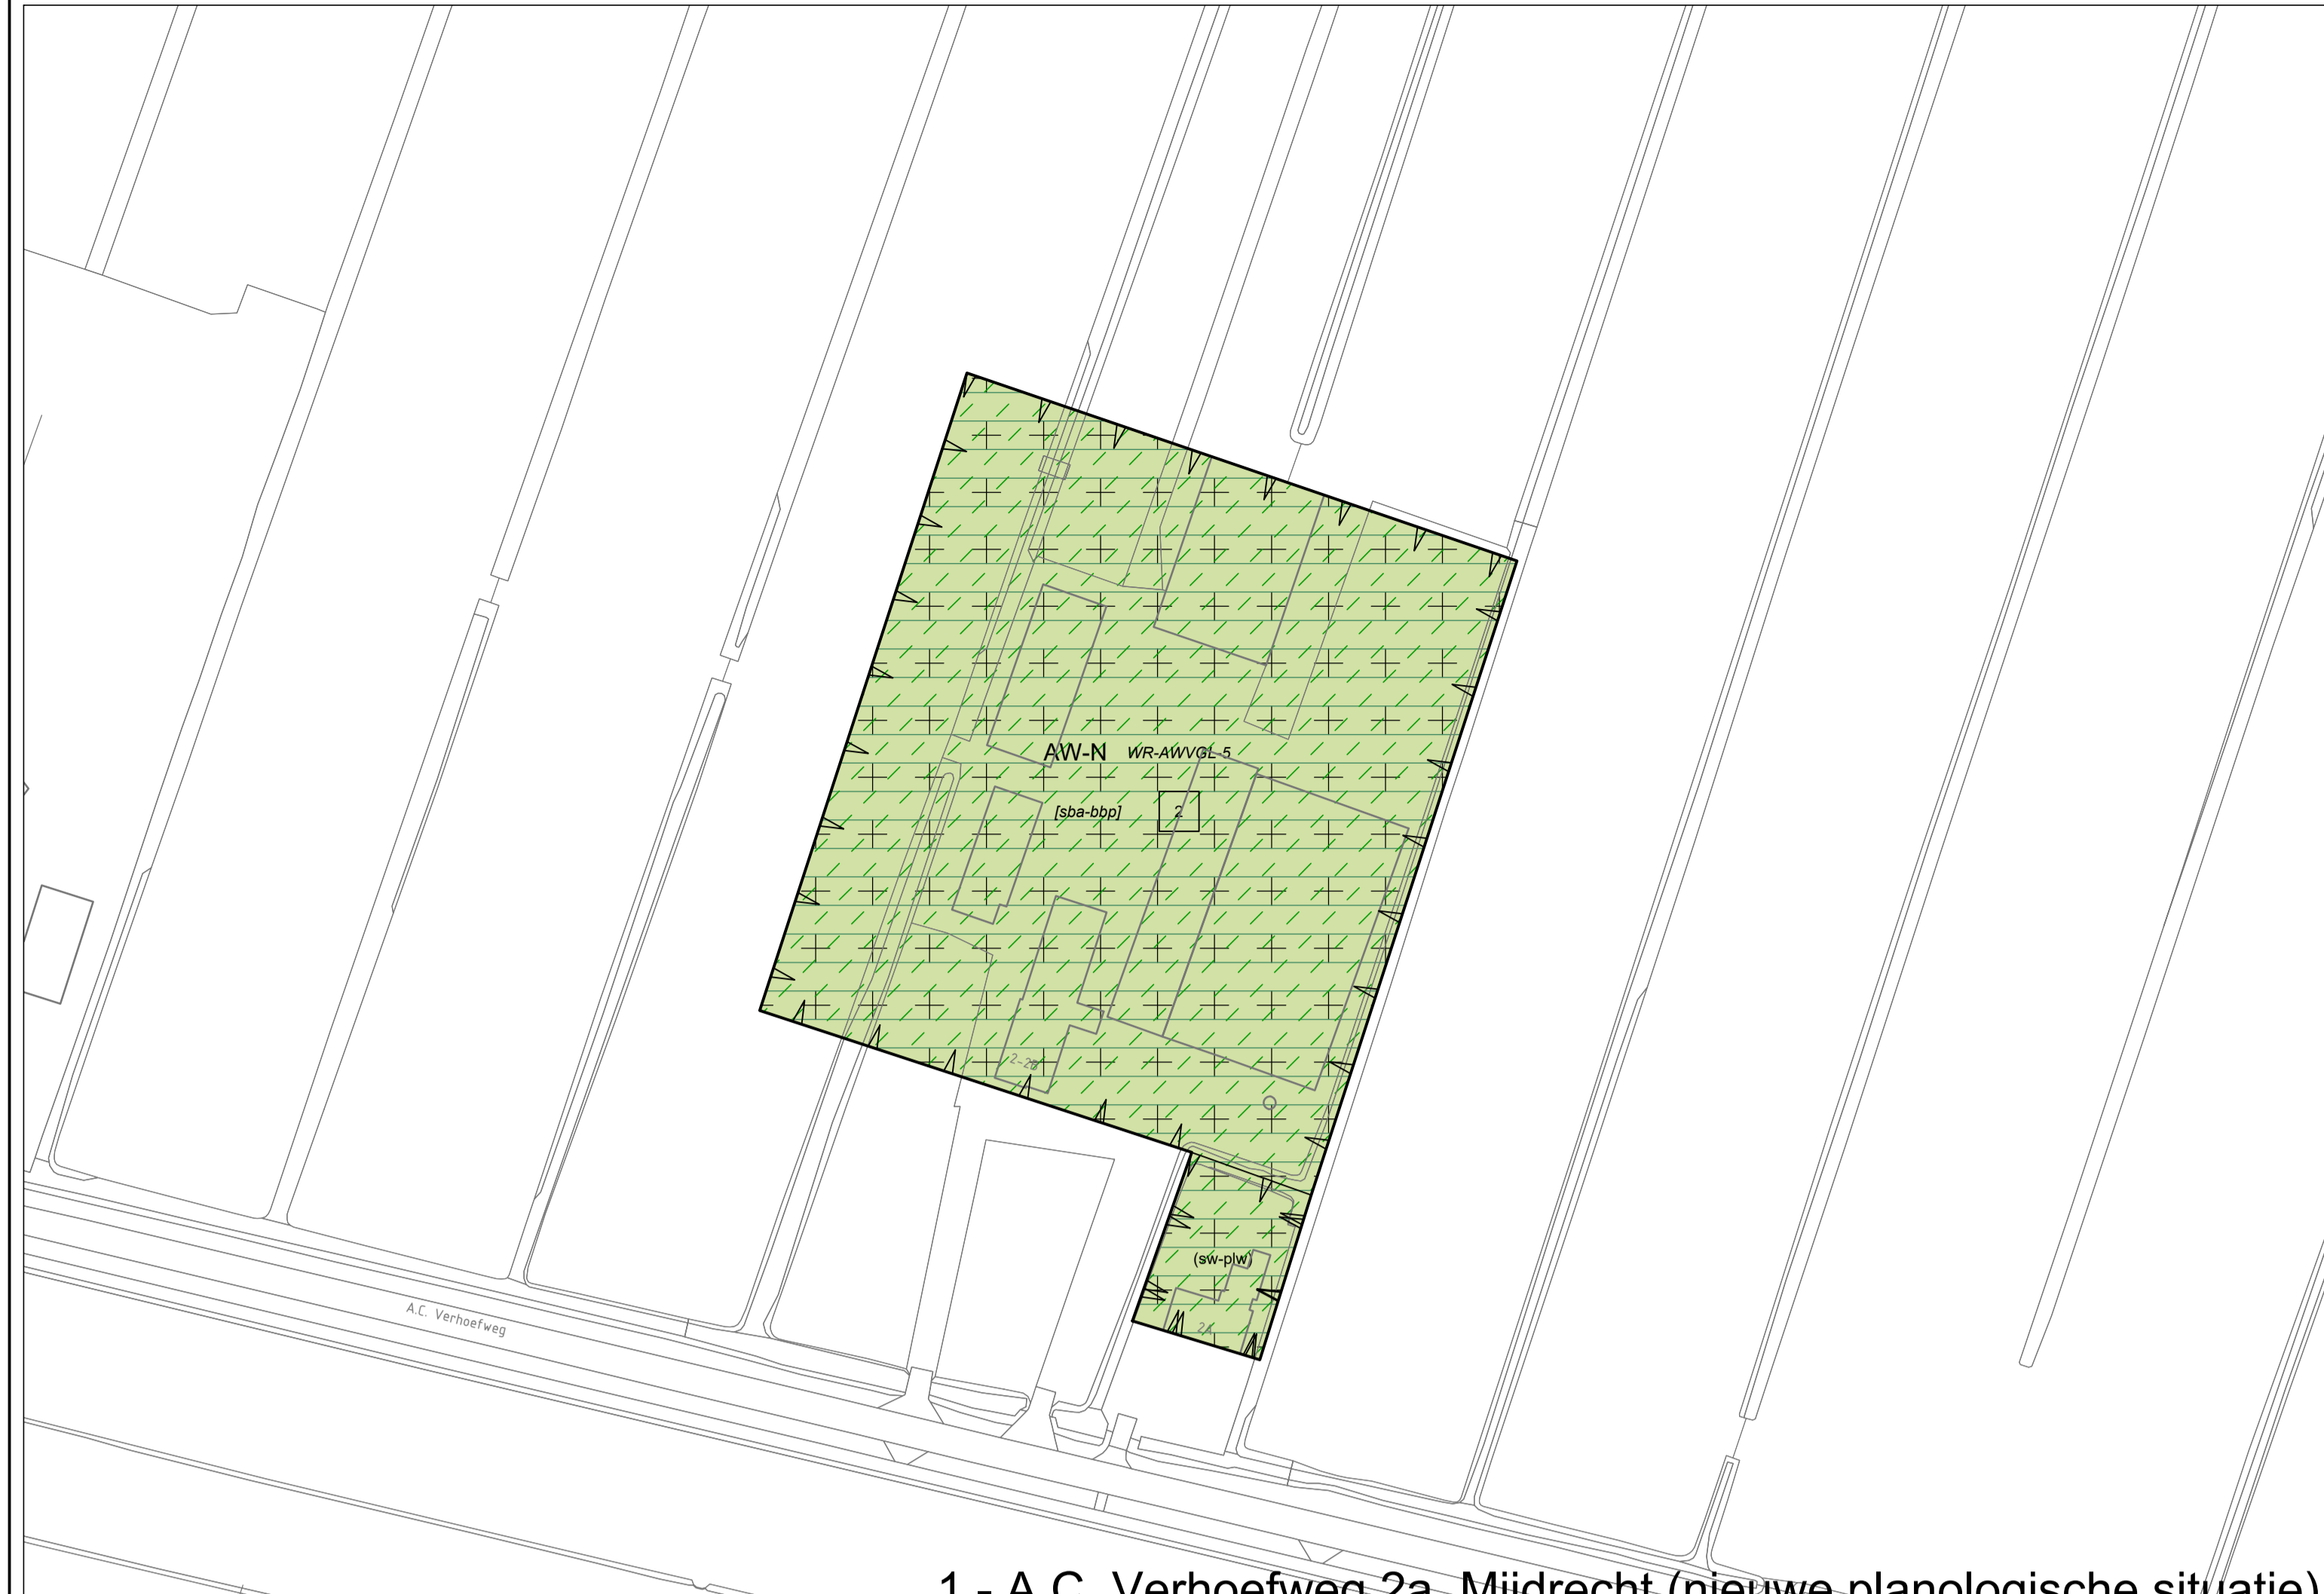 AW-N WR-AWVGL-5
[sba-bbp] 2
2-2B
(sw-plw)
2A
A.C. Verhoefweg
1 - A.C. Verhoefweg 2a, Mijdrecht (nieuwe planologische situatie)